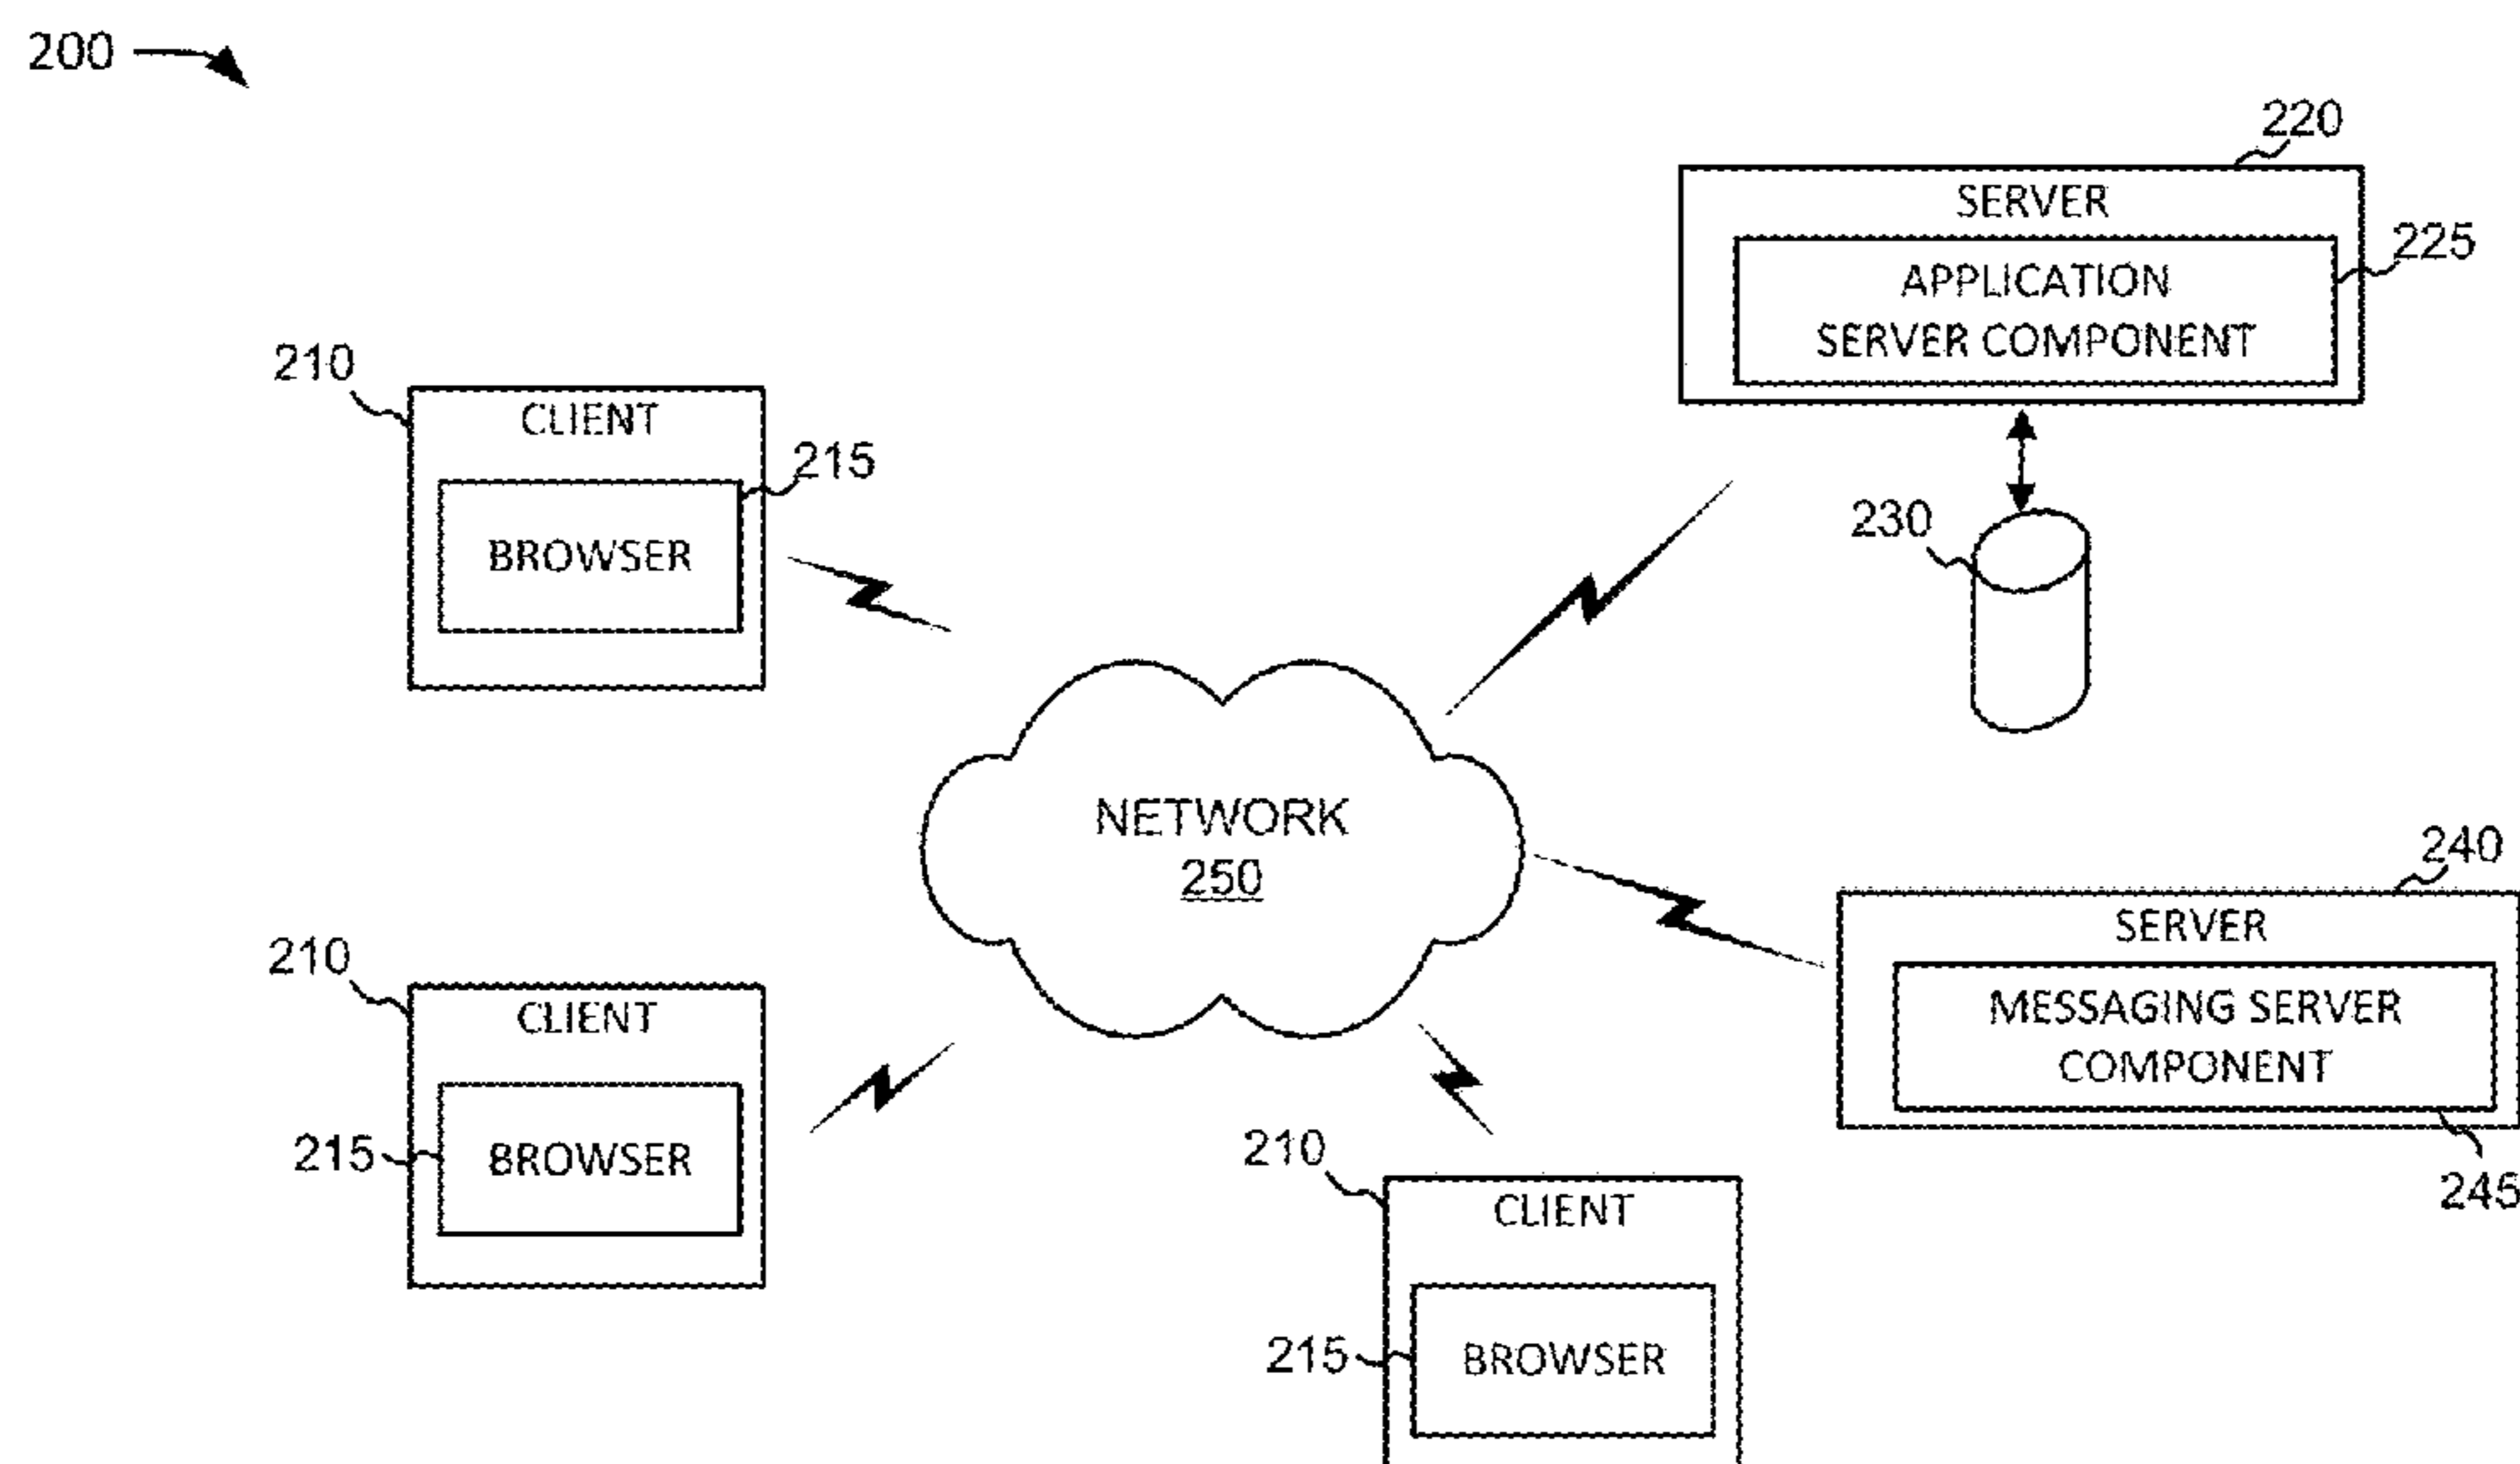 200
220
SERVER
225
APPLICATION
SERVER COMPONENT
210
CLIENT
215
BROWSER
230
NETWORK
250
240
SERVER
MESSAGING SERVER
COMPONENT
245
210
CLIENT
215
BROWSER
210
CLIENT
215
BROWSER